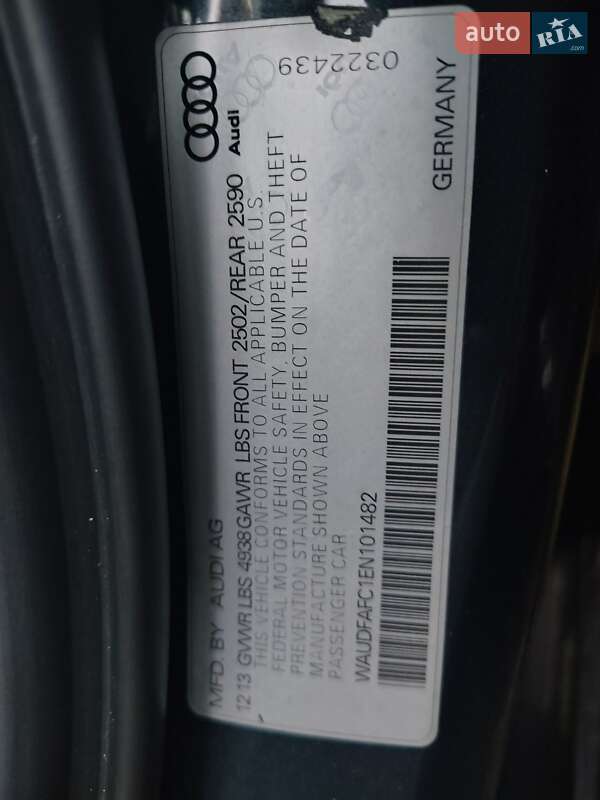 auto RIA .com
MFD. BY AUDI AG
0322439
12 13 GVWR LBS 4938 GAWR LBS FRONT 2502/REAR 2590
Audi
THIS VEHICLE CONFORMS TO ALL APPLICABLE U.S.
FEDERAL MOTOR VEHICLE SAFETY, BUMPER AND THEFT
PREVENTION STANDARDS IN EFFECT ON THE DATE OF
MANUFACTURE SHOWN ABOVE
PASSENGER CAR
WAUDFAFC1EN101482
GERMANY